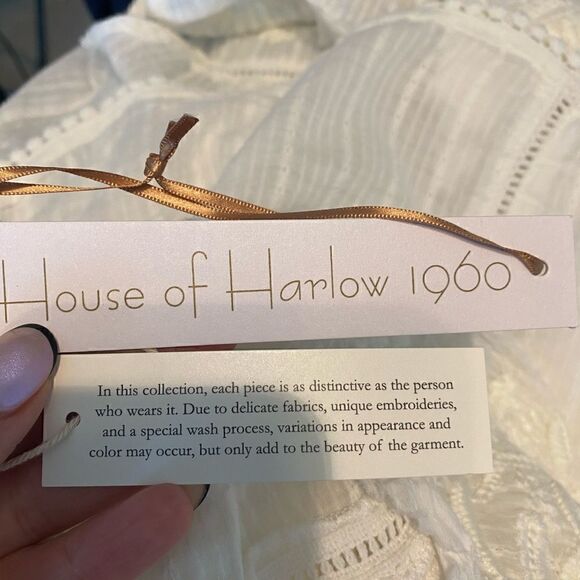 House of Harlow 1960
In this collection, each piece is as distinctive as the person
who wears it. Due to delicate fabrics, unique embroideries,
and a special wash process, variations in appearance and
color may occur, but only add to the beauty of the garment.